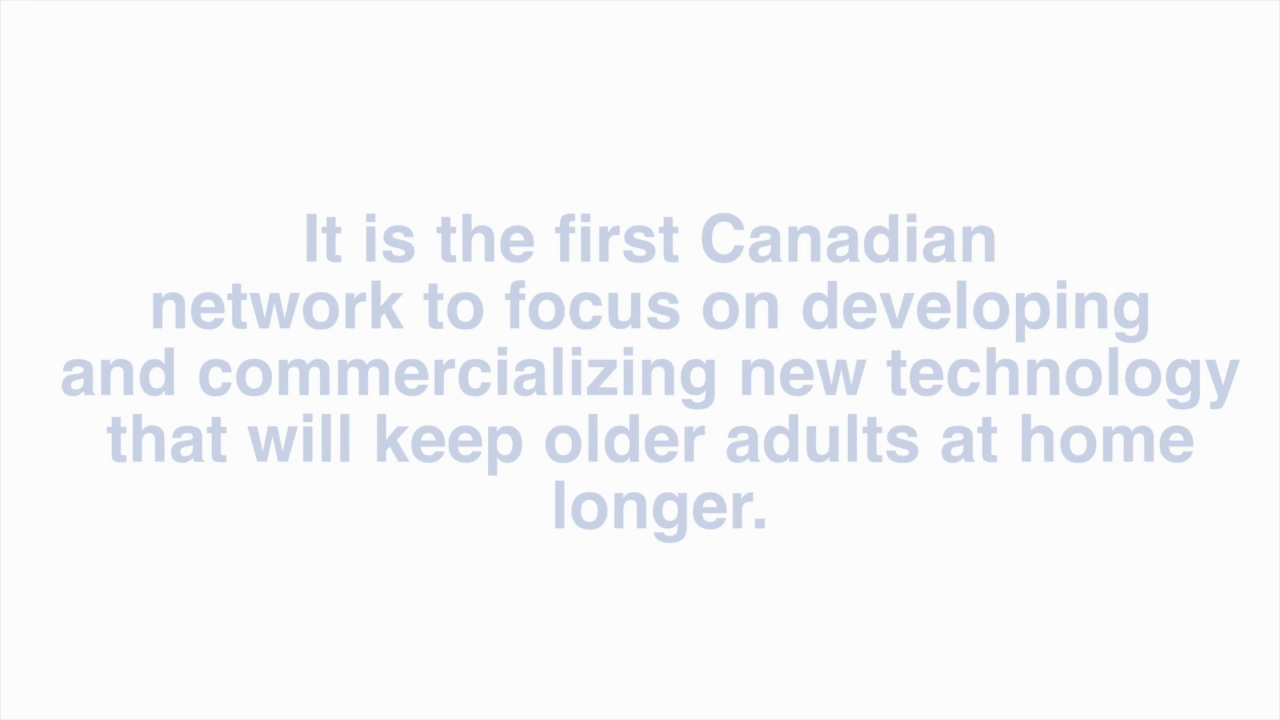 It is the first Canadian
network to focus on developing
and commercializing new technology
that will keep older adults at home
longer.